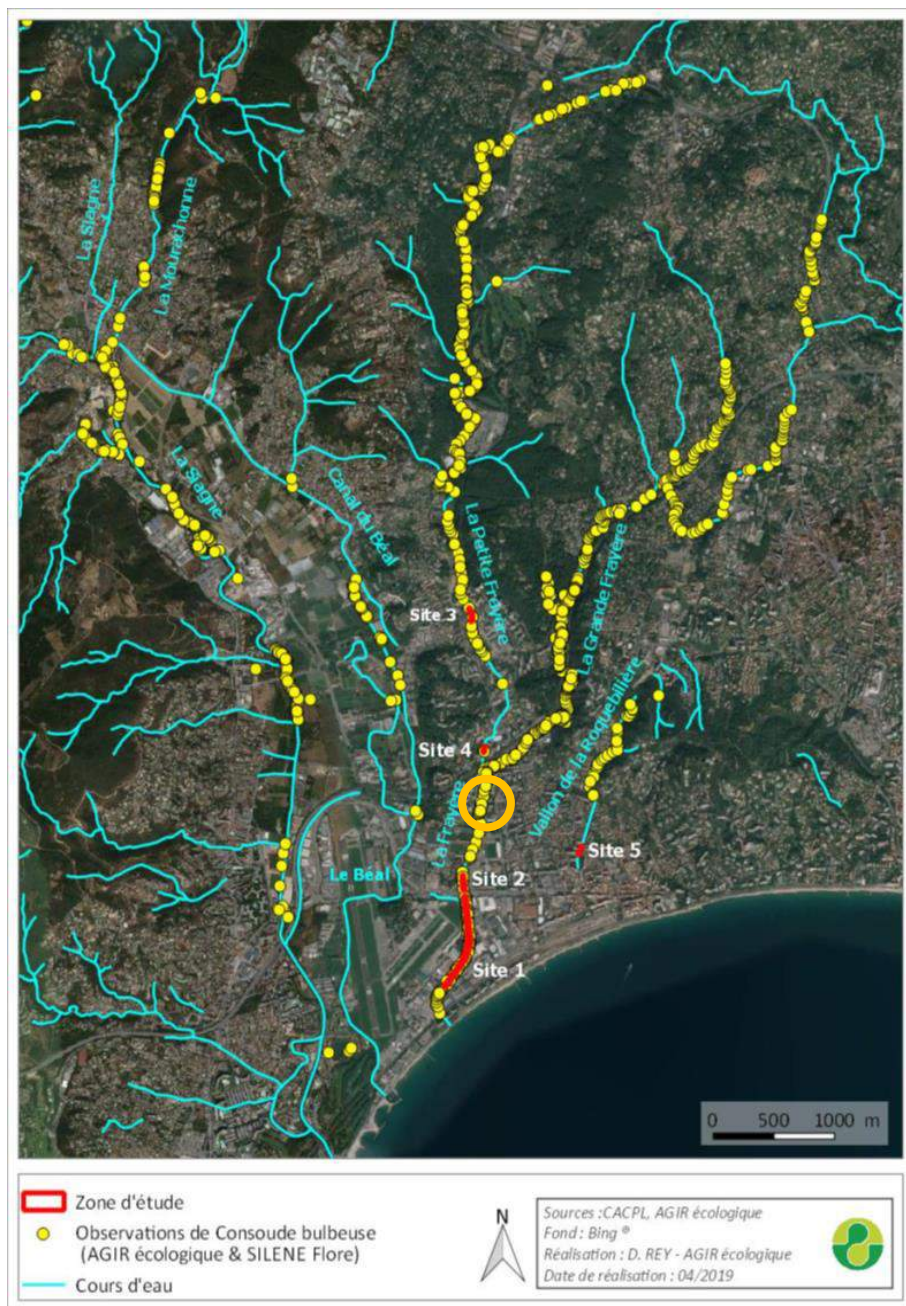 La Siagne
La Mourachonne
La Siagne
Canal du Béal
La Petite Frayère
La Grande Frayère
Site 3
Vallon de la Roquebillière
Site 4
La Frayère
Site 5
Le Béal
Site 2
Site 1
0 500 1000 m
Zone d'étude
Observations de Consoude bulbeuse
(AGIR écologique & SILENE Flore)
Cours d'eau
N
Sources :CACPL, AGIR écologique
Fond : Bing ®
Réalisation : D. REY - AGIR écologique
Date de réalisation : 04/2019